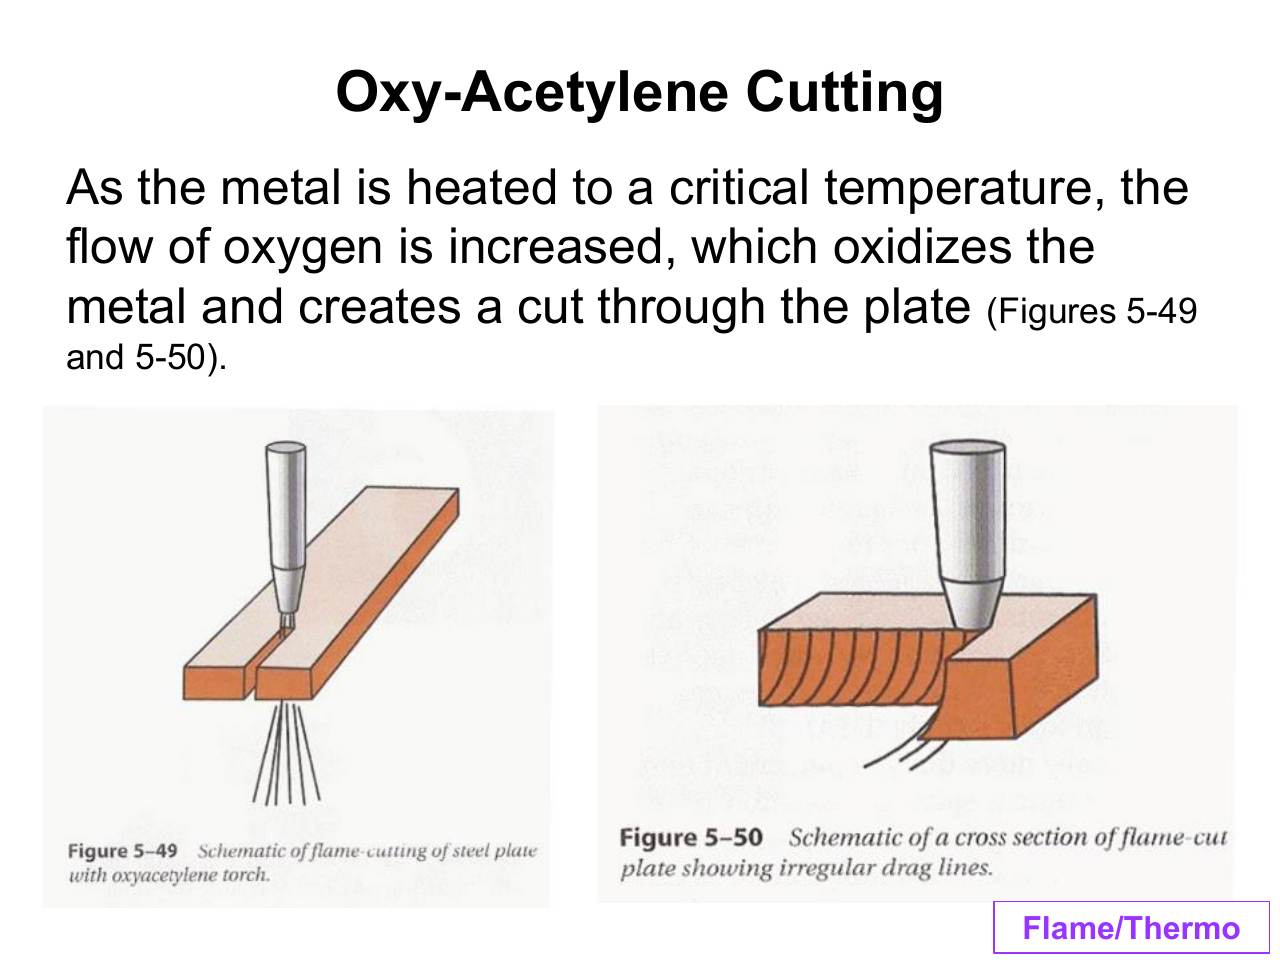 Oxy-Acetylene Cutting
As the metal is heated to a critical temperature, the
flow of oxygen is increased, which oxidizes the
metal and creates a cut through the plate (Figures 5-49
and 5-50).
Figure 5–49 Schematic of flame-cutting of steel plate
with oxyacetylene torch.
Figure 5–50 Schematic of a cross section of flame-cut
plate showing irregular drag lines.
Flame/Thermo